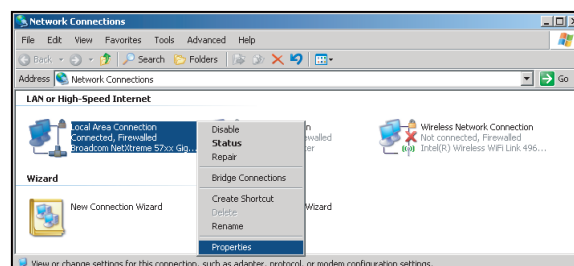 Network Connections
File Edit View Favorites Tools Advanced Help
Back Search Folders
Address Network Connections Go
LAN or High-Speed Internet
Local Area Connection
Connected, Firewalled
Broadcom NetXtreme 57xx Gig...
Disable
Status
Repair
Bridge Connections
Create Shortcut
Delete
Rename
Properties
Wireless Network Connection
Not connected, Firewalled
Intel(R) Wireless WiFi Link 496...
Wizard
New Connection Wizard
Wizard
View or change settings for this connection, such as adapter, protocol, or modem configuration settings.